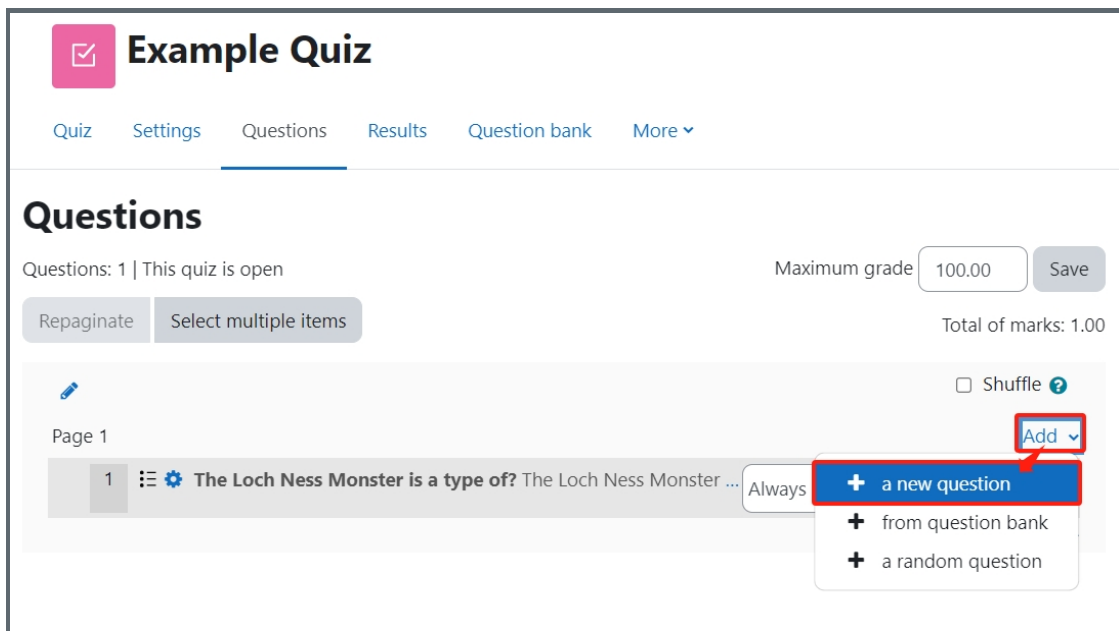 Example Quiz
Quiz Settings Questions Results Question bank More
Questions
Questions: 1 | This quiz is open
Maximum grade 100.00 Save
Repaginate Select multiple items
Total of marks: 1.00
Shuffle ?
Page 1
Add
1 The Loch Ness Monster is a type of? The Loch Ness Monster ... Always
+ a new question
+ from question bank
+ a random question